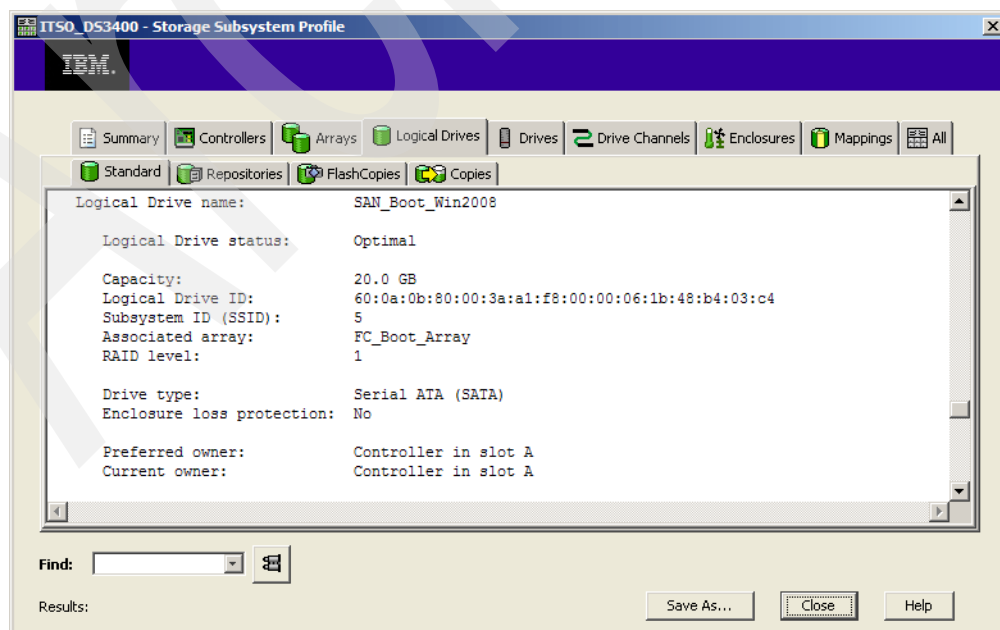 ITSO_DS3400 - Storage Subsystem Profile
IBM.
Summary Controllers Arrays Logical Drives Drives Drive Channels Enclosures Mappings All
Standard Repositories FlashCopies Copies
Logical Drive name: SAN_Boot_Win2008
Logical Drive status: Optimal
Capacity: 20.0 GB
Logical Drive ID: 60:0a:0b:80:00:3a:a1:f8:00:00:06:1b:48:b4:03:c4
Subsystem ID (SSID): 5
Associated array: FC_Boot_Array
RAID level: 1
Drive type: Serial ATA (SATA)
Enclosure loss protection: No
Preferred owner: Controller in slot A
Current owner: Controller in slot A
Find:
Results:
Save As... Close Help